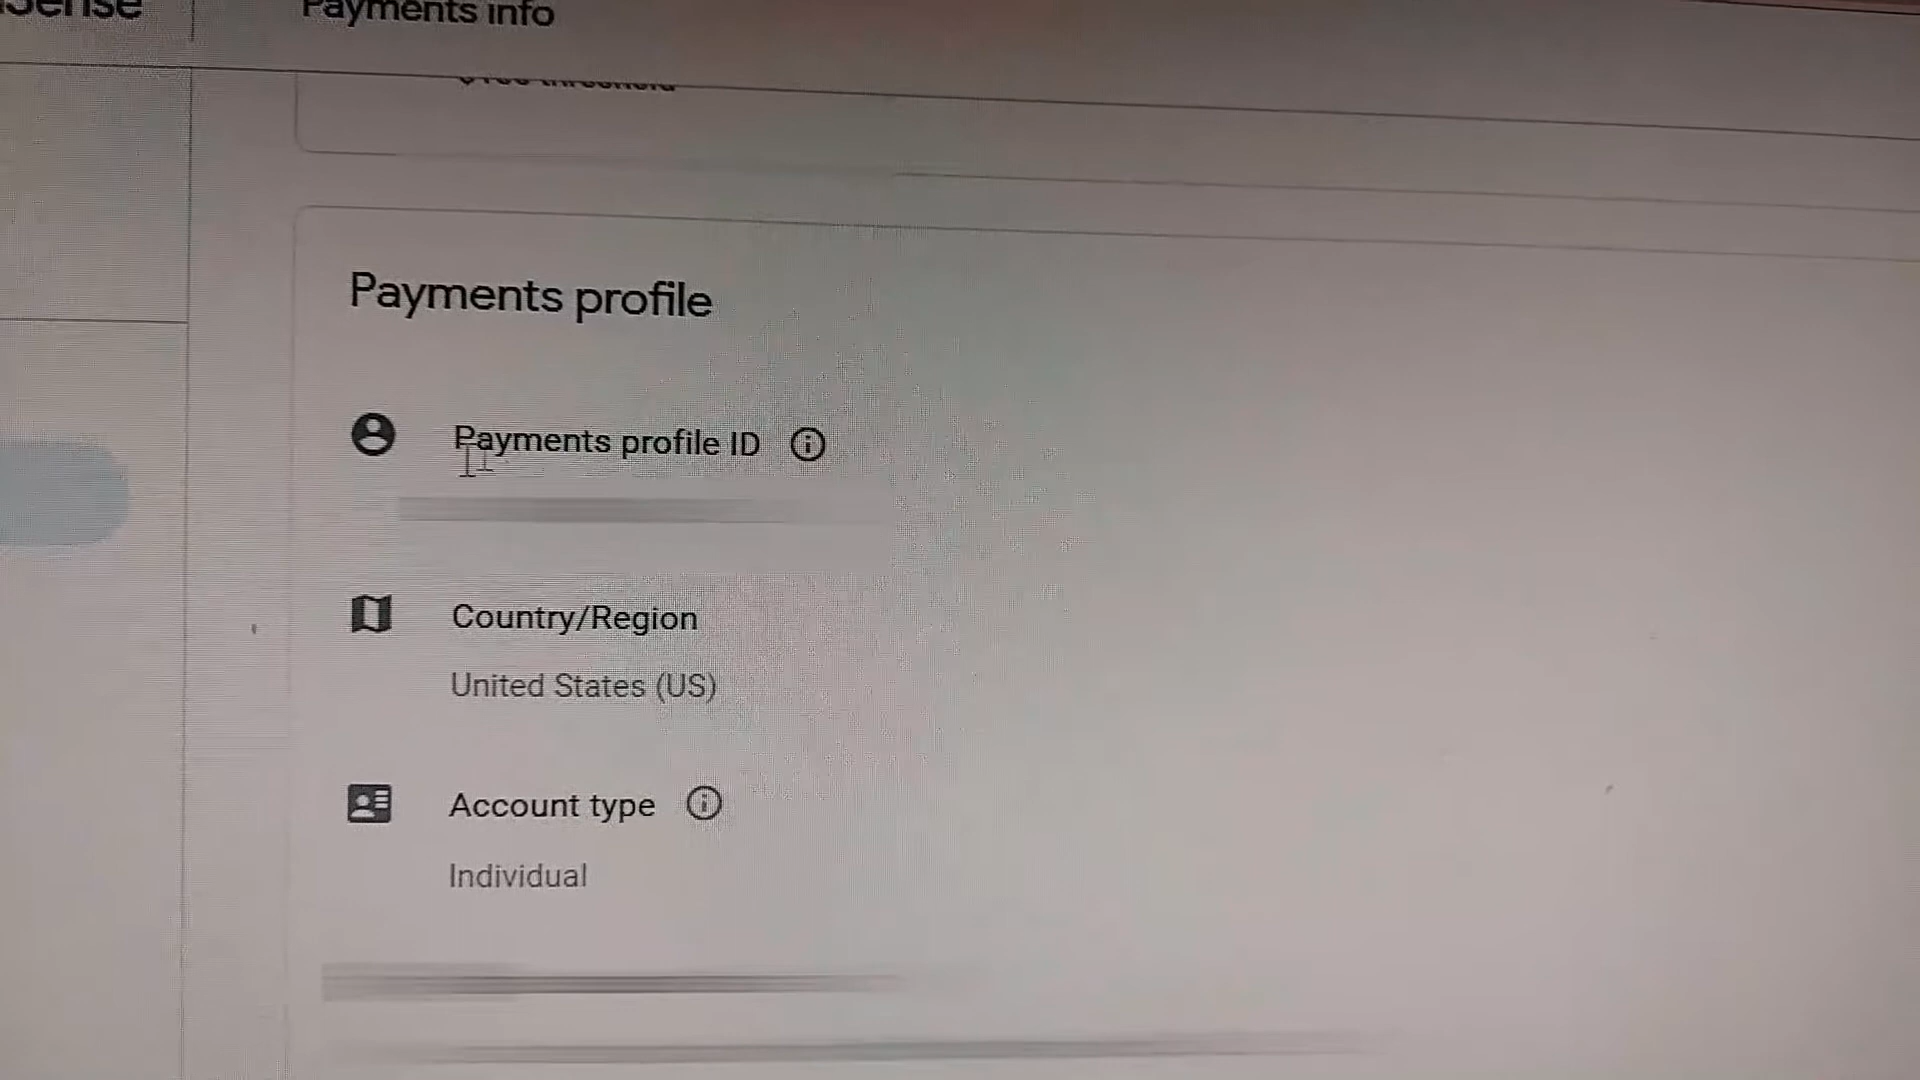 Payments info
Payments profile
Payments profile ID
Country/Region
United States (US)
Account type
Individual